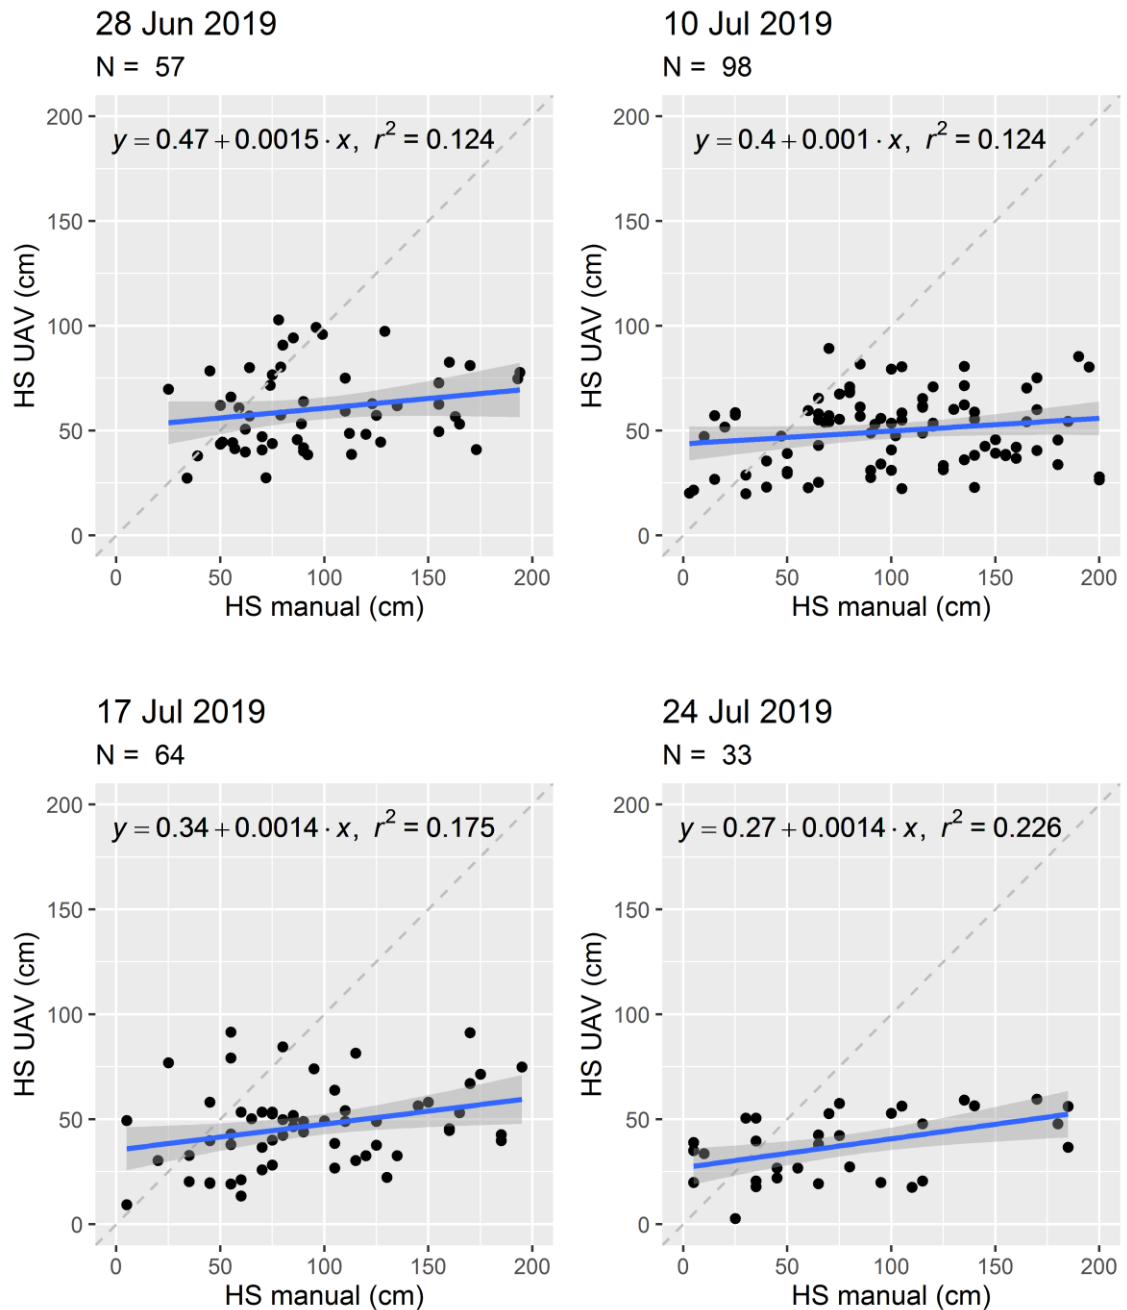 28 Jun 2019
N = 57
y = 0.47 + 0.0015 · x, r² = 0.124
HS UAV (cm)
200
150
100
50
0
0 50 100 150 200
HS manual (cm)
10 Jul 2019
N = 98
y = 0.4 + 0.001 · x, r² = 0.124
HS UAV (cm)
200
150
100
50
0
0 50 100 150 200
HS manual (cm)
17 Jul 2019
N = 64
y = 0.34 + 0.0014 · x, r² = 0.175
HS UAV (cm)
200
150
100
50
0
0 50 100 150 200
HS manual (cm)
24 Jul 2019
N = 33
y = 0.27 + 0.0014 · x, r² = 0.226
HS UAV (cm)
200
150
100
50
0
0 50 100 150 200
HS manual (cm)